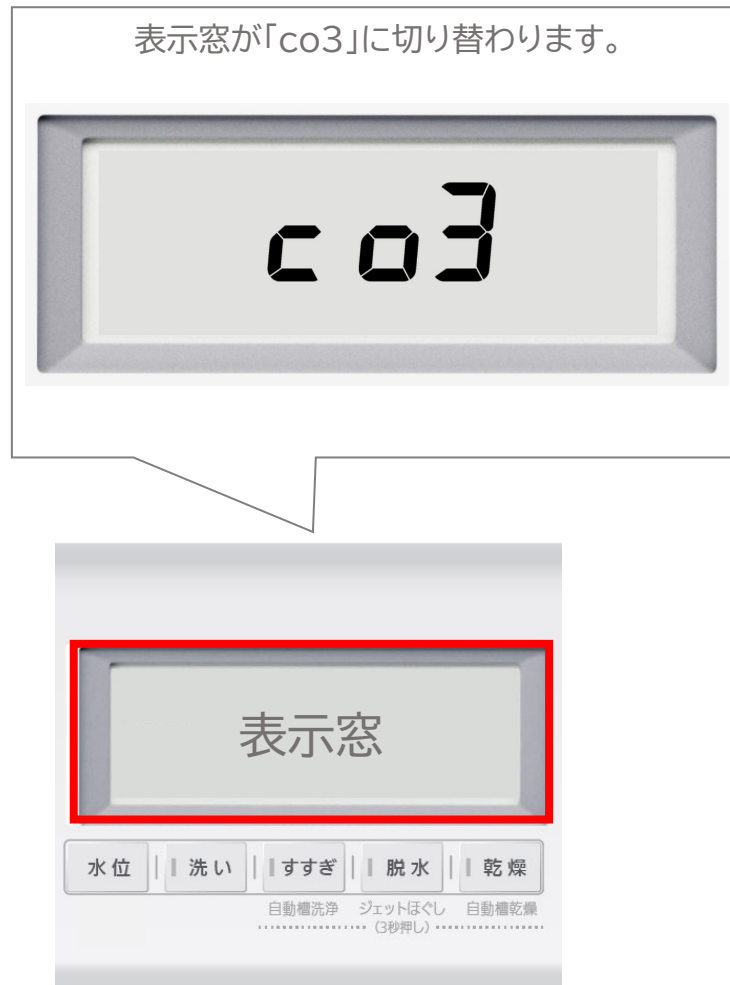 表示窓が「co3」に切り替わります。
co3
表示窓
水位 洗い すすぎ 脱水 乾燥
自動槽洗浄 ジェットほぐし 自動槽乾燥
(3秒押し)